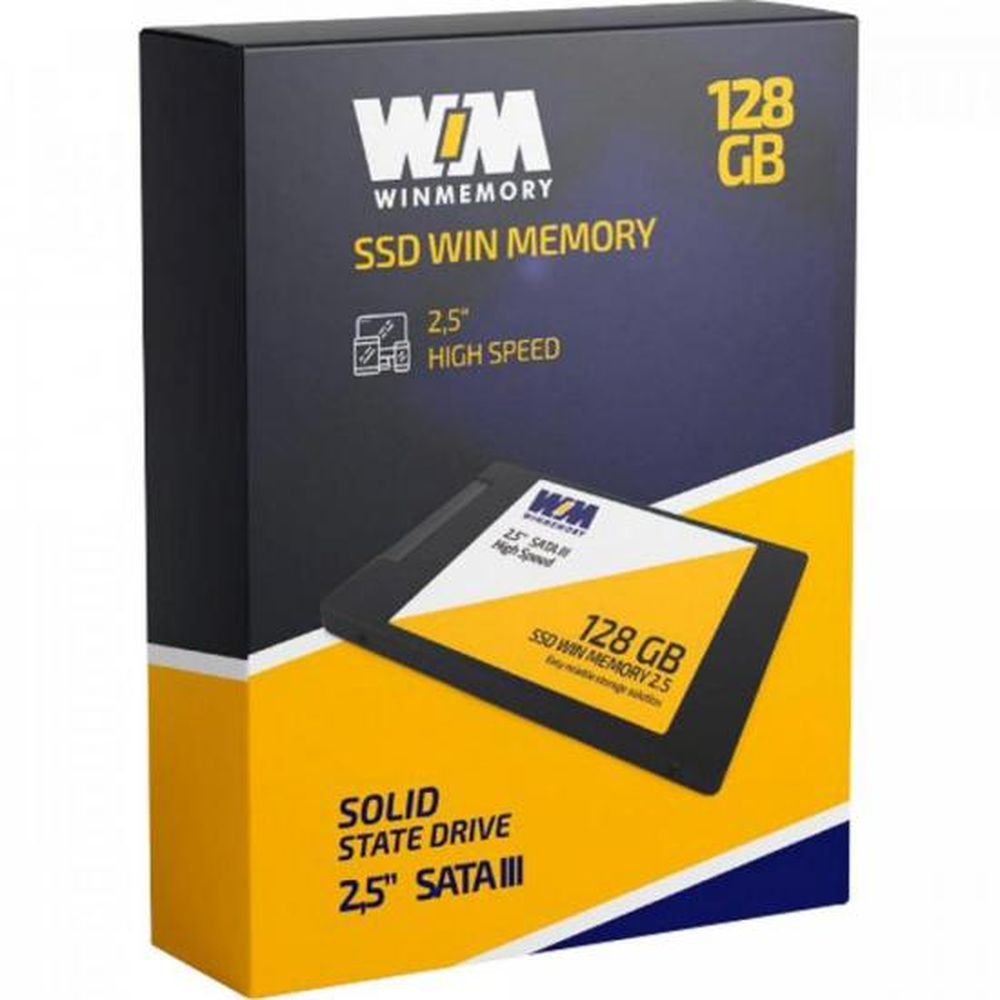 WM
WINMEMORY
128
GB
SSD WIN MEMORY
2,5"
HIGH SPEED
WM
WINMEMORY
2.5" SATA III
High Speed
128 GB
SSD WIN MEMORY 2.5
SOLID
STATE DRIVE
2,5" SATA III